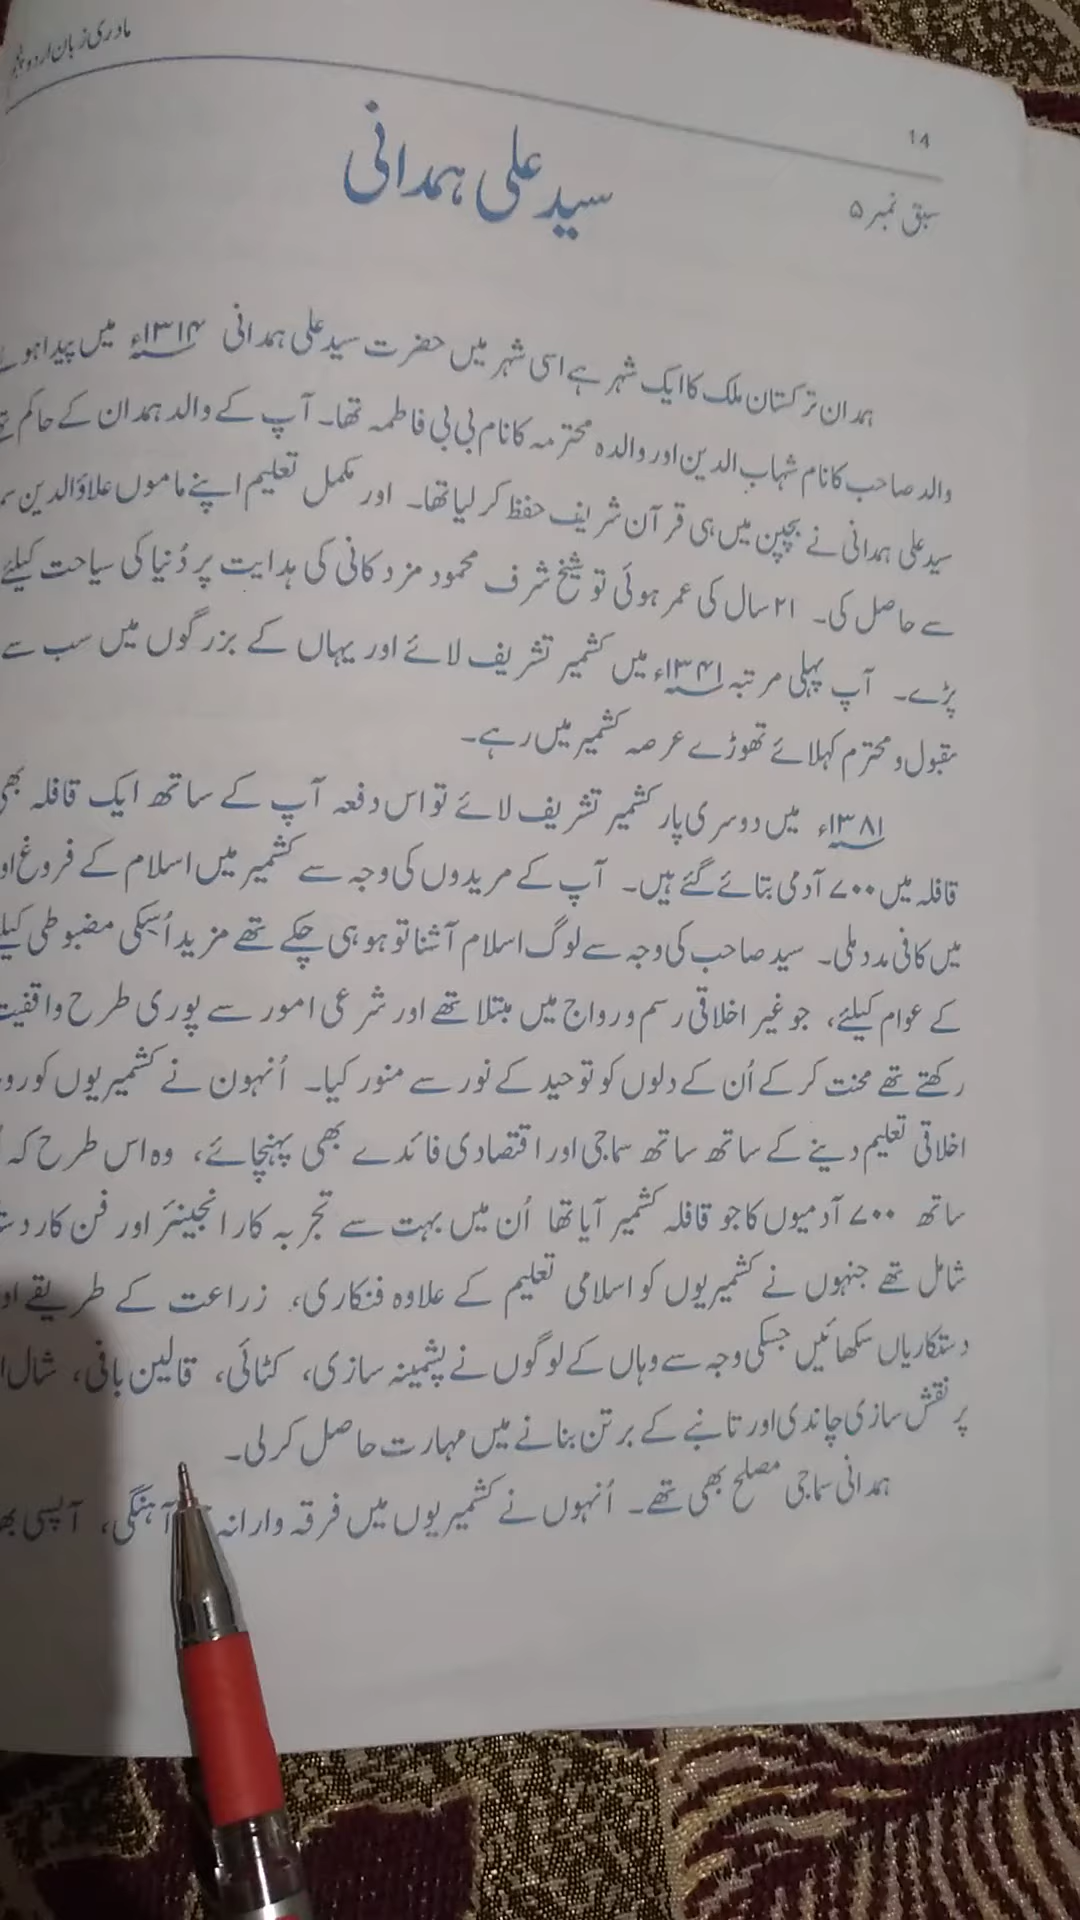 مادری زبان اردو
14
سبق نمبر ۵
سید علی ہمدانی
ہمدان ترکستان ملک کا ایک شہر ہے اسی شہر میں حضرت سید علی ہمدانی ۱۳۱۴ء میں پیدا ہوئے
والد صاحب کا نام شہاب الدین اور والدہ محترمہ کا نام بی بی فاطمہ تھا۔ آپ کے والد ہمدان کے حاکم
سید علی ہمدانی نے بچپن میں ہی قرآن شریف حفظ کر لیا تھا۔ اور مکمل تعلیم اپنے ماموں علاؤ الدین
سے حاصل کی۔ ۲۱ سال کی عمر ہوئی تو شیخ شرف محمود مزدکانی کی ہدایت پر دُنیا کی سیاحت کیلئے
پڑے۔ آپ پہلی مرتبہ ۱۳۴۱ء میں کشمیر تشریف لائے اور یہاں کے بزرگوں میں سب سے
مقبول و محترم کہلائے تھوڑے عرصہ کشمیر میں رہے۔
۱۳۸۱ء میں دوسری پار کشمیر تشریف لائے تو اس دفعہ آپ کے ساتھ ایک قافلہ بھی
قافلہ میں ۷۰۰ آدمی بتائے گئے ہیں۔ آپ کے مریدوں کی وجہ سے کشمیر میں اسلام کے فروغ
میں کافی مدد ملی۔ سید صاحب کی وجہ سے لوگ اسلام آشنا تو ہو ہی چکے تھے مزید اُسکی مضبوطی
کے عوام کیلئے، جو غیر اخلاقی رسم و رواج میں مبتلا تھے اور شرعی امور سے پوری طرح واقفیت
رکھتے تھے محنت کر کے اُن کے دلوں کو توحید کے نور سے منور کیا۔ اُنہون نے کشمیریوں کو
اخلاقی تعلیم دینے کے ساتھ ساتھ سماجی اور اقتصادی فائدے بھی پہنچائے، وہ اس طرح کہ
ساتھ ۷۰۰ آدمیوں کا جو قافلہ کشمیر آیا تھا اُن میں بہت سے تجربہ کار انجینئر اور فن کار
شامل تھے جنہوں نے کشمیریوں کو اسلامی تعلیم کے علاوہ فنکاری، زراعت کے طریقے
دستکاریاں سکھائیں جسکی وجہ سے وہاں کے لوگوں نے پشمینہ سازی، کٹائی، قالین بافی، شال
پر نقش سازی چاندی اور تانبے کے برتن بنانے میں مہارت حاصل کر لی۔
ہمدانی سماجی مصلح بھی تھے۔ اُنہوں نے کشمیریوں میں فرقہ وارانہ آہنگی، آپسی